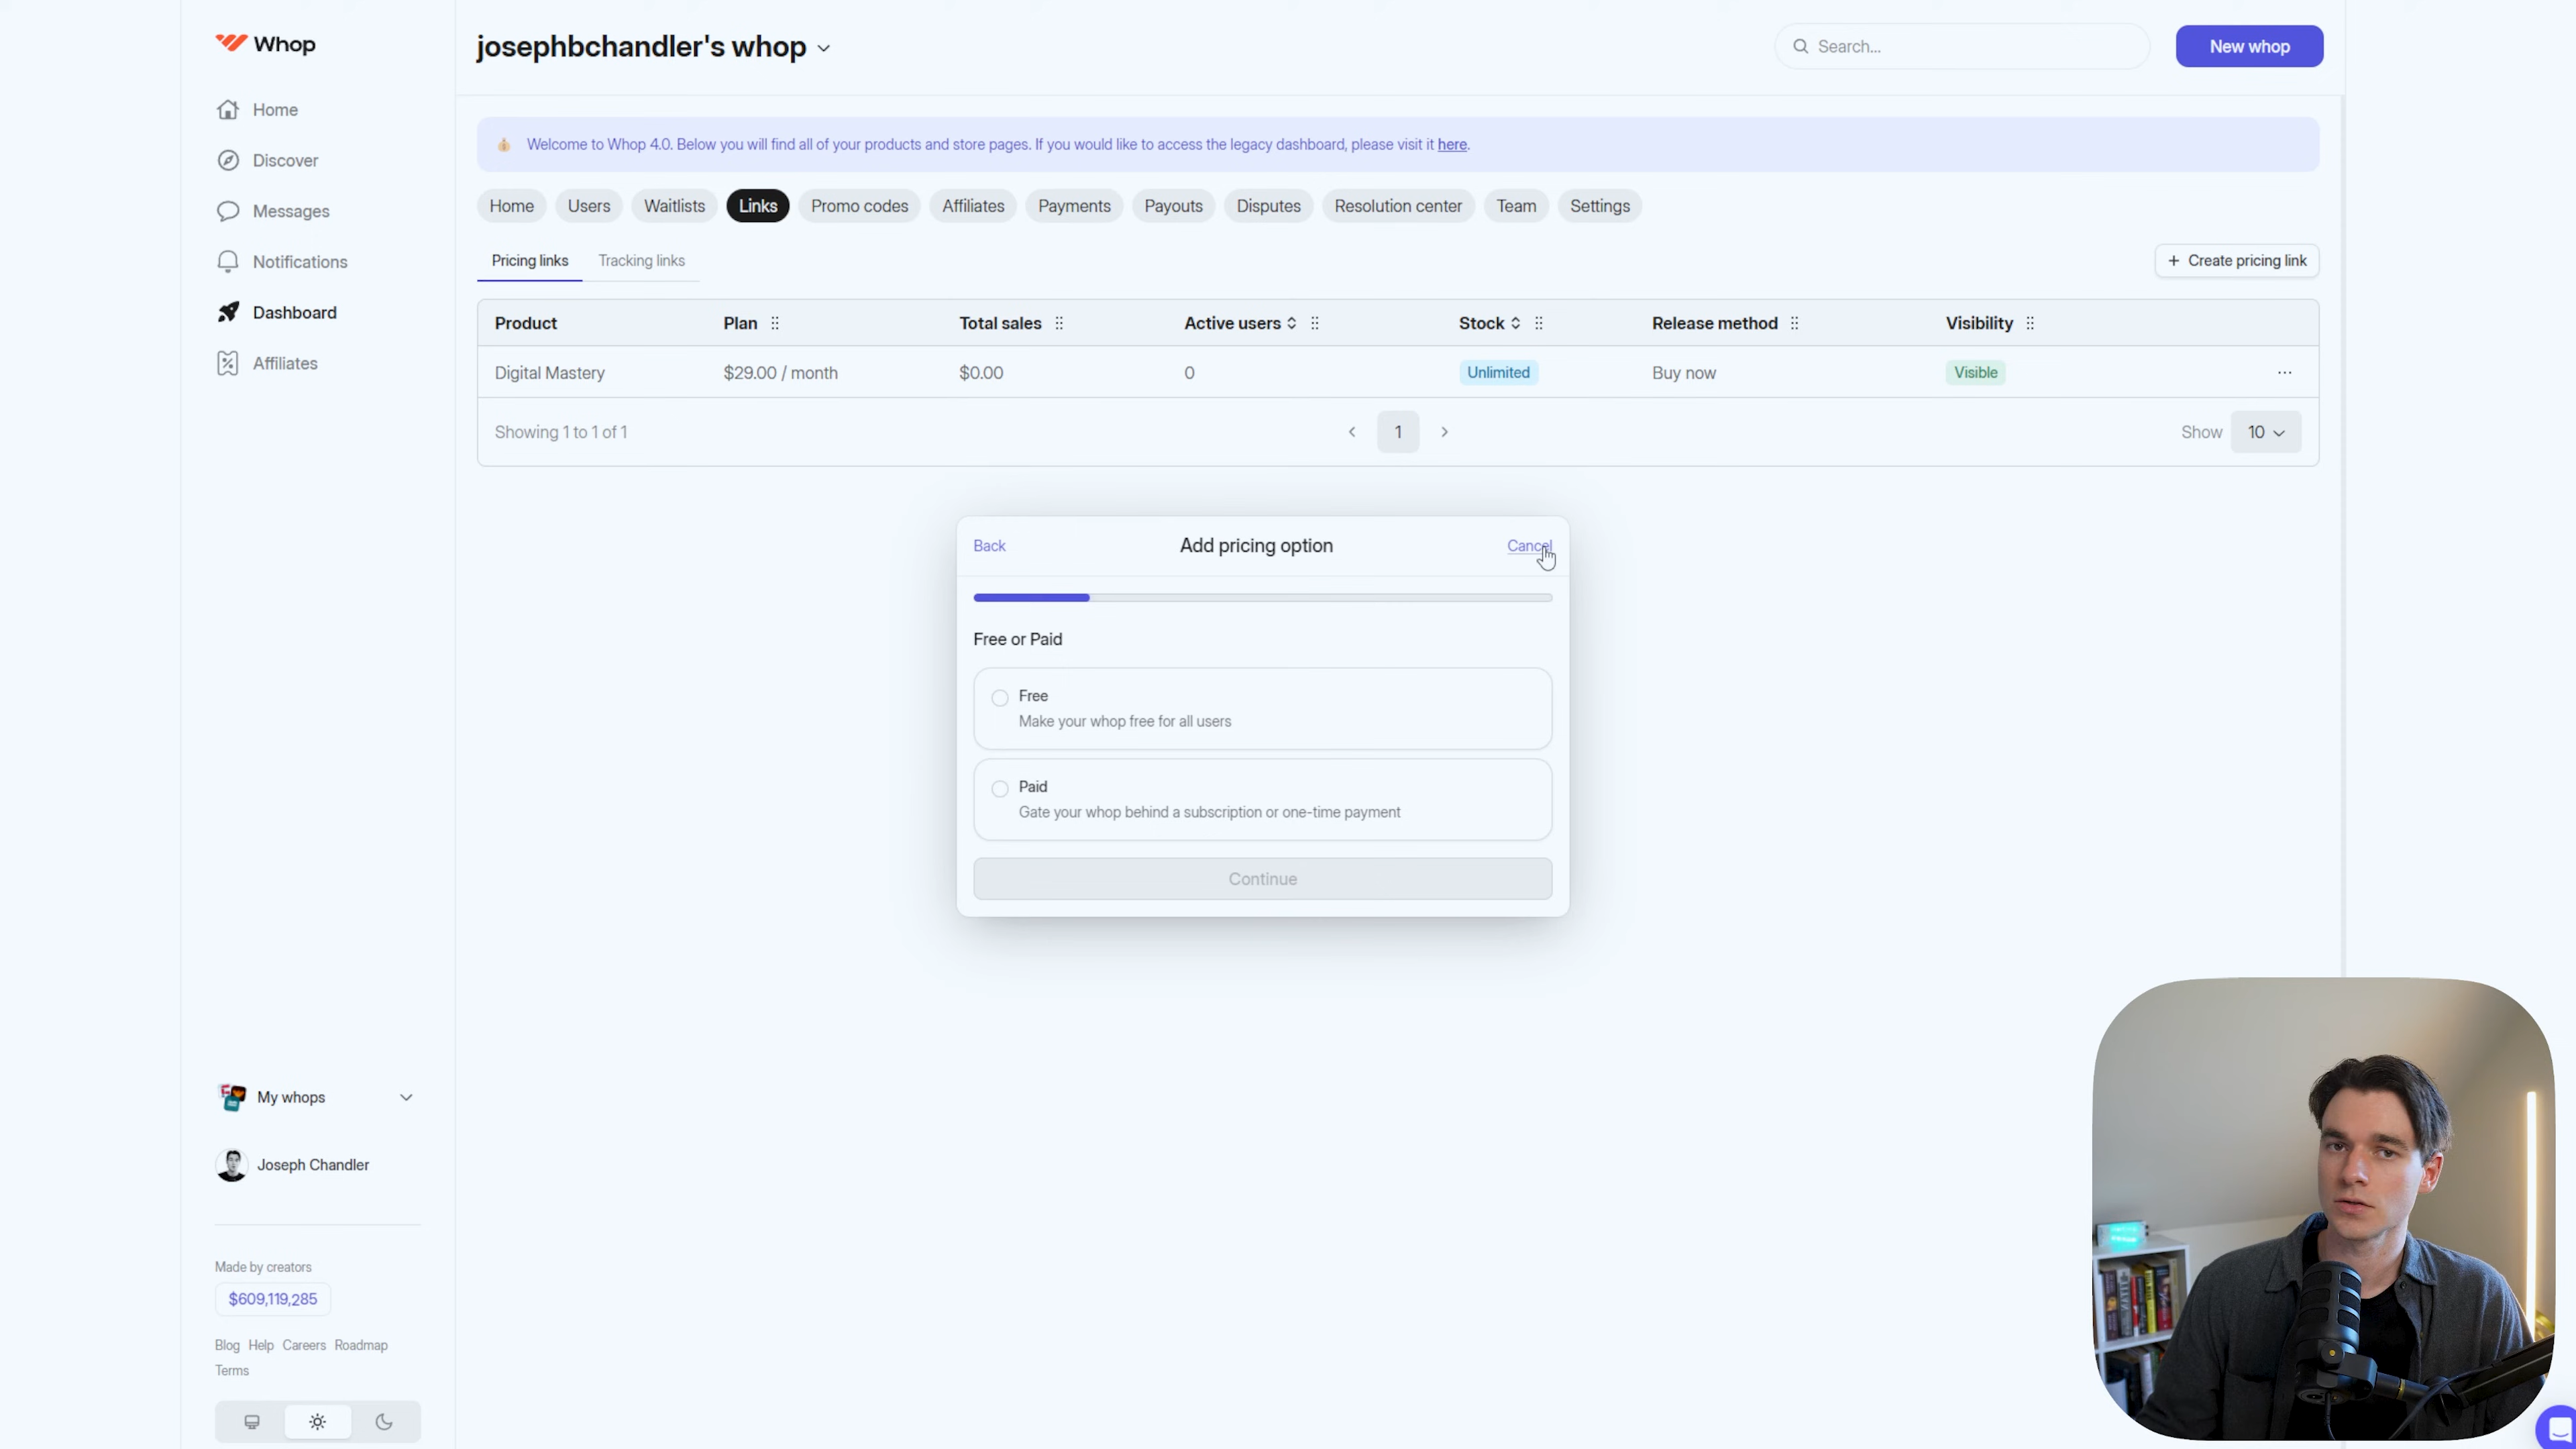 Whop
josephbchandler's whop
Search...
New whop
Home
Discover
Messages
Notifications
Dashboard
Affiliates
Welcome to Whop 4.0. Below you will find all of your products and store pages. If you would like to access the legacy dashboard, please visit it here.
Home Users Waitlists Links Promo codes Affiliates Payments Payouts Disputes Resolution center Team Settings
Pricing links Tracking links
+ Create pricing link
Product Plan Total sales Active users Stock Release method Visibility
Digital Mastery $29.00 / month $0.00 0 Unlimited Buy now Visible ...
Showing 1 to 1 of 1
1
Show 10
Back Add pricing option Cancel
Free or Paid
Free
Make your whop free for all users
Paid
Gate your whop behind a subscription or one-time payment
Continue
My whops
Joseph Chandler
Made by creators
$609,119,285
Blog Help Careers Roadmap
Terms